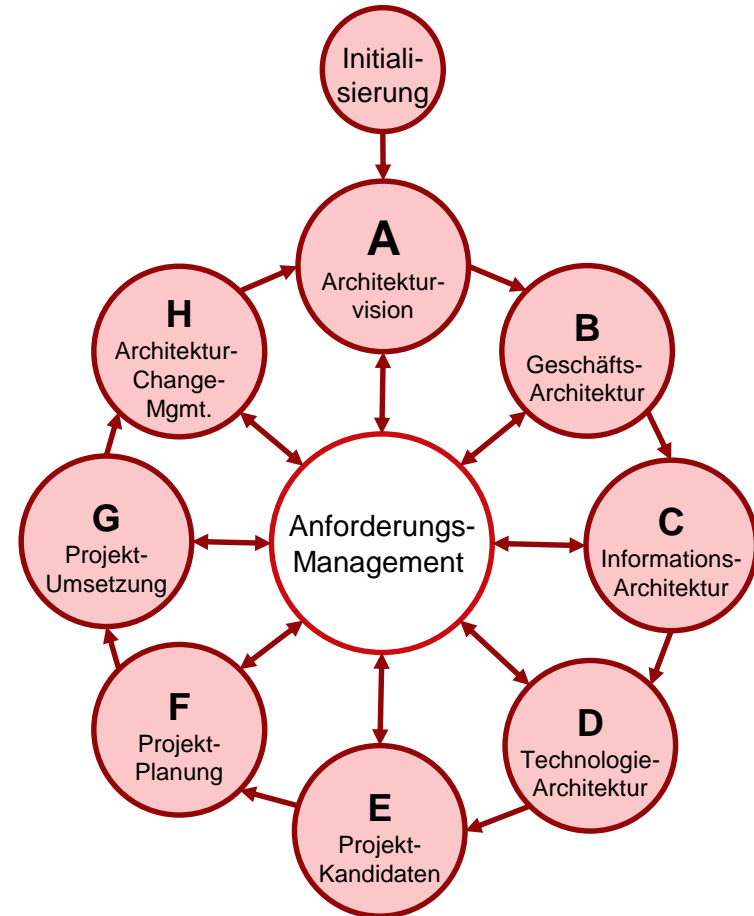 Initiali-
sierung
A
Architektur-
vision
B
Geschäfts-
Architektur
C
Informations-
Architektur
D
Technologie-
Architektur
E
Projekt-
Kandidaten
F
Projekt-
Planung
G
Projekt-
Umsetzung
H
Architektur-
Change-
Mgmt.
Anforderungs-
Management